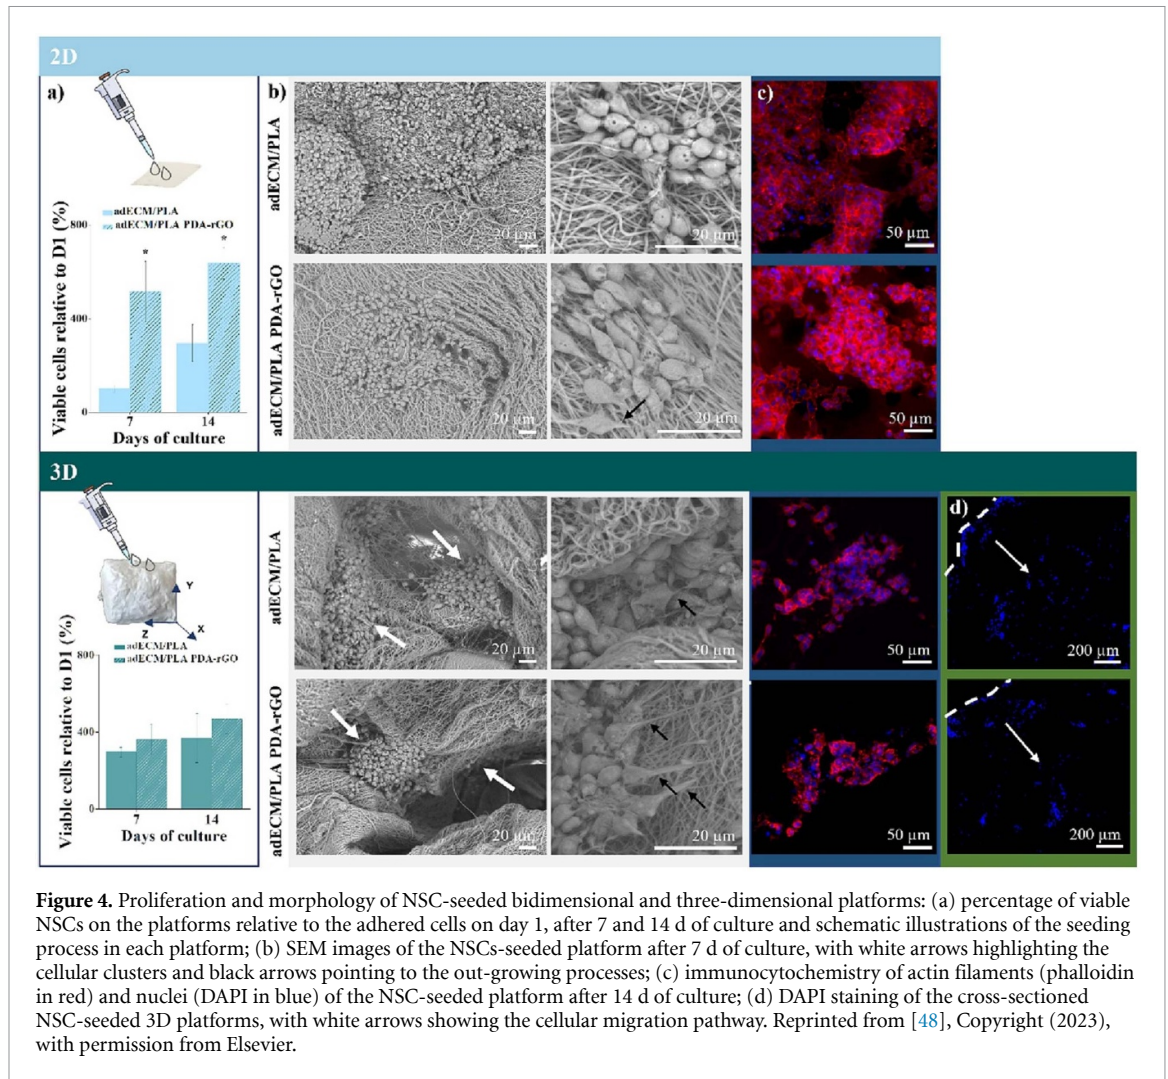 2D
a)
Viable cells relative to D1 (%)
adECM/PLA
adECM/PLA PDA-rGO
800
400
0
*
*
7
14
Days of culture
b)
adECM/PLA
20 µm
20 µm
adECM/PLA PDA-rGO
20 µm
20 µm
c)
50 µm
50 µm
3D
Y
Z
X
Viable cells relative to D1 (%)
adECM/PLA
adECM/PLA PDA-rGO
800
400
0
7
14
Days of culture
adECM/PLA
20 µm
20 µm
adECM/PLA PDA-rGO
20 µm
20 µm
50 µm
50 µm
d)
200 µm
200 µm
Figure 4. Proliferation and morphology of NSC-seeded bidimensional and three-dimensional platforms: (a) percentage of viable
NSCs on the platforms relative to the adhered cells on day 1, after 7 and 14 d of culture and schematic illustrations of the seeding
process in each platform; (b) SEM images of the NSCs-seeded platform after 7 d of culture, with white arrows highlighting the
cellular clusters and black arrows pointing to the out-growing processes; (c) immunocytochemistry of actin filaments (phalloidin
in red) and nuclei (DAPI in blue) of the NSC-seeded platform after 14 d of culture; (d) DAPI staining of the cross-sectioned
NSC-seeded 3D platforms, with white arrows showing the cellular migration pathway. Reprinted from [48], Copyright (2023),
with permission from Elsevier.